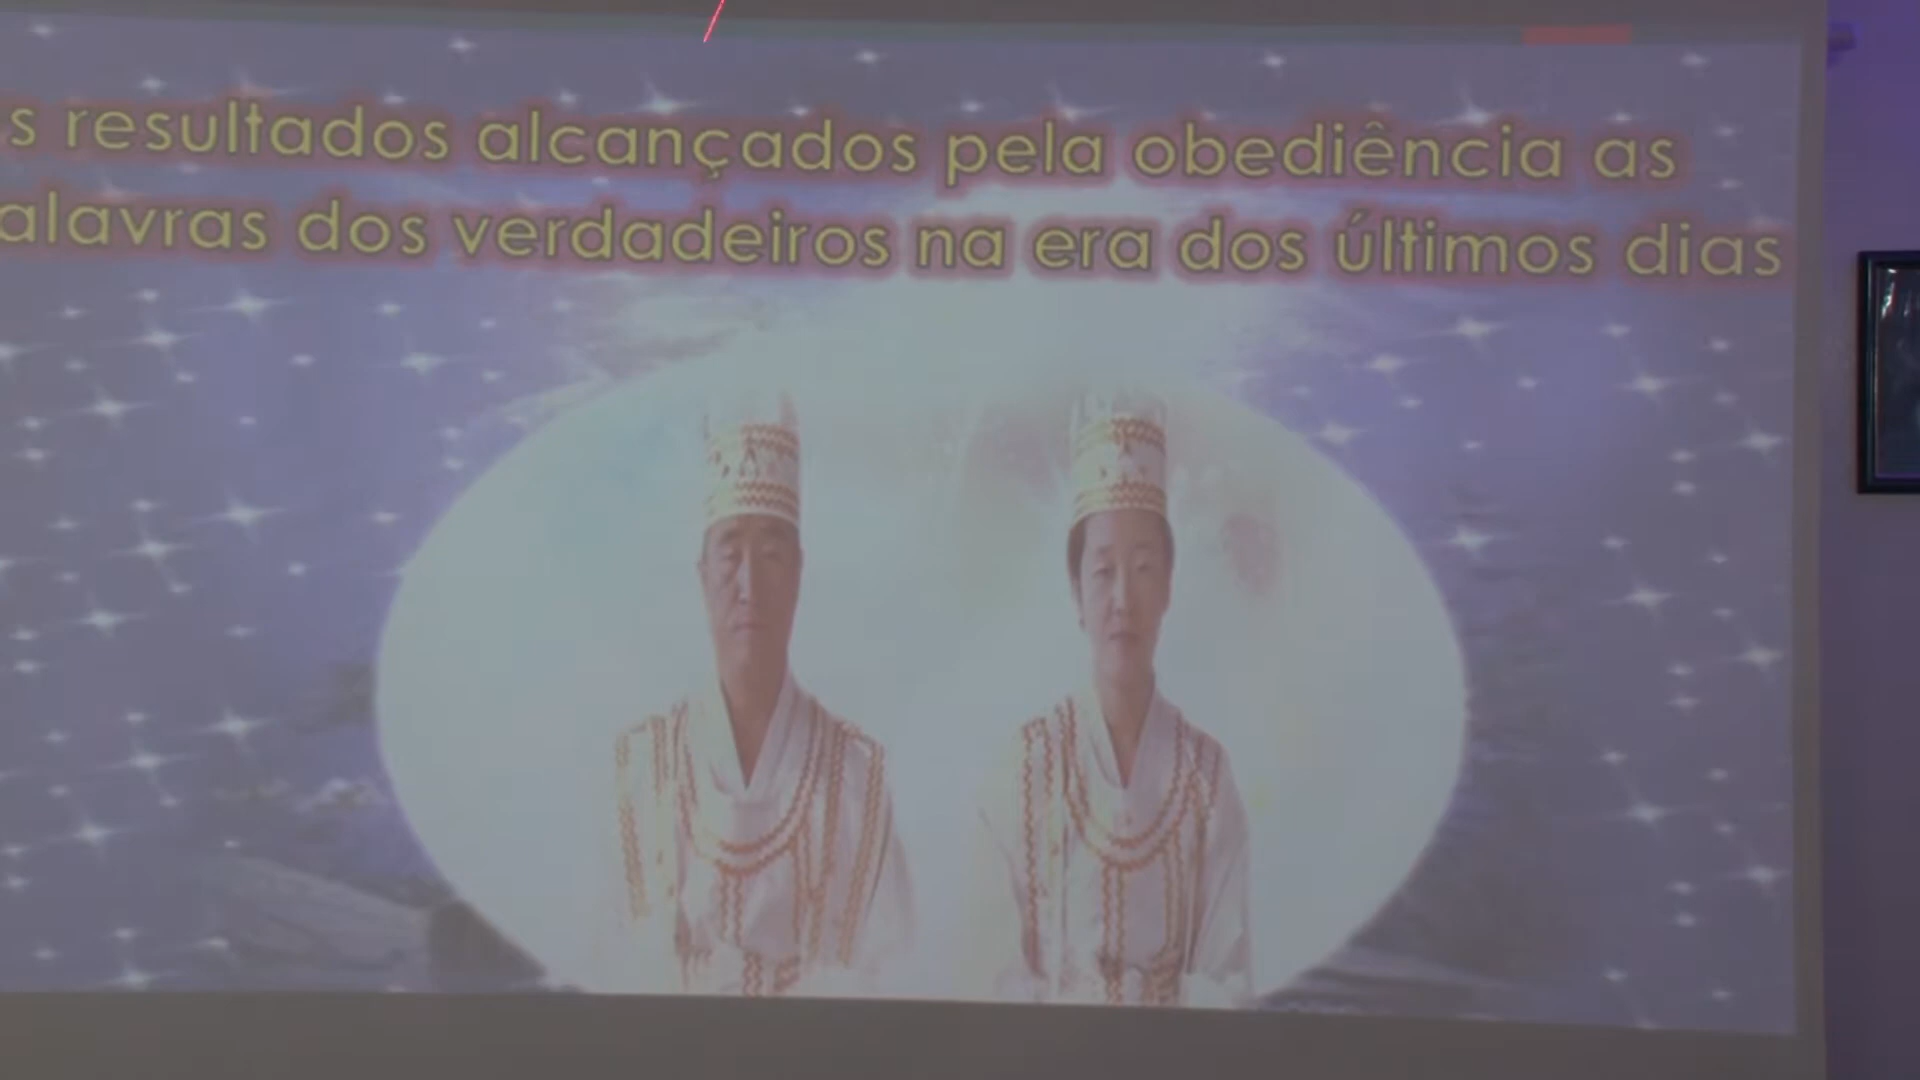 s resultados alcançados pela obediência as
alavras dos verdadeiros na era dos últimos dias